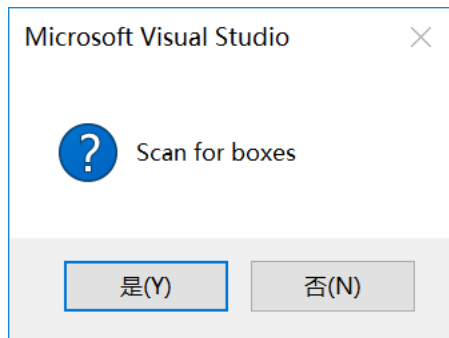 Microsoft Visual Studio
Scan for boxes
是(Y)
否(N)